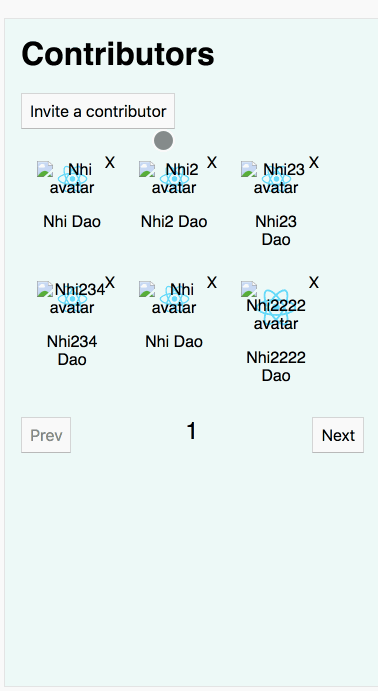 Contributors
Invite a contributor
Nhi avatar X
Nhi2 avatar X
Nhi23 avatar X
Nhi Dao
Nhi2 Dao
Nhi23 Dao
Nhi234 avatar X
Nhi avatar X
Nhi2222 avatar X
Nhi234 Dao
Nhi Dao
Nhi2222 Dao
Prev
1
Next